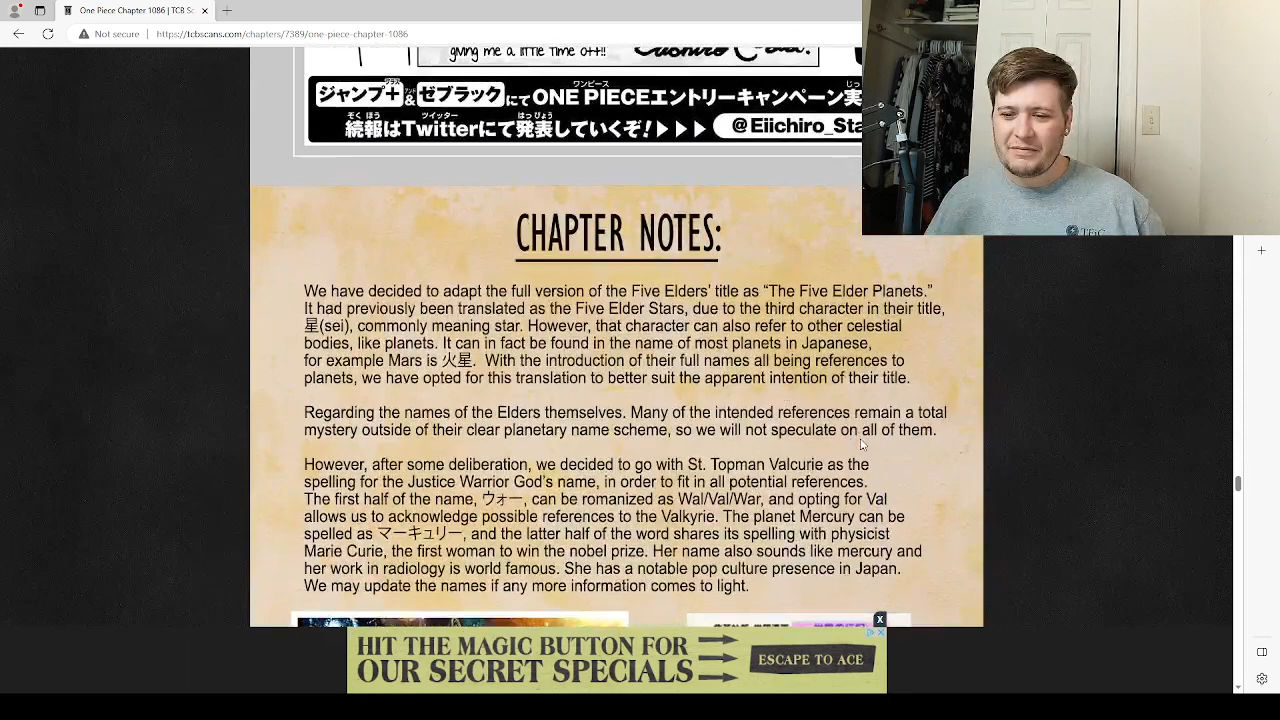 One Piece Chapter 1086 | TCB Sc
Not secure
https://tcbscans.com/chapters/7389/one-piece-chapter-1086
giving me a little time off!!
ジャンプ+&ゼブラックにてONE PIECEエントリーキャンペーン実
続報はTwitterにて発表していくぞ!▶▶▶
@Eiichiro_Sta
CHAPTER NOTES:
We have decided to adapt the full version of the Five Elders' title as "The Five Elder Planets."
It had previously been translated as the Five Elder Stars, due to the third character in their title,
星(sei), commonly meaning star. However, that character can also refer to other celestial
bodies, like planets. It can in fact be found in the name of most planets in Japanese,
for example Mars is 火星. With the introduction of their full names all being references to
planets, we have opted for this translation to better suit the apparent intention of their title.
Regarding the names of the Elders themselves. Many of the intended references remain a total
mystery outside of their clear planetary name scheme, so we will not speculate on all of them.
However, after some deliberation, we decided to go with St. Topman Valcurie as the
spelling for the Justice Warrior God's name, in order to fit in all potential references.
The first half of the name, ウォー, can be romanized as Wal/Val/War, and opting for Val
allows us to acknowledge possible references to the Valkyrie. The planet Mercury can be
spelled as マーキュリー, and the latter half of the word shares its spelling with physicist
Marie Curie, the first woman to win the nobel prize. Her name also sounds like mercury and
her work in radiology is world famous. She has a notable pop culture presence in Japan.
We may update the names if any more information comes to light.
X
HIT THE MAGIC BUTTON FOR
OUR SECRET SPECIALS
ESCAPE TO ACE